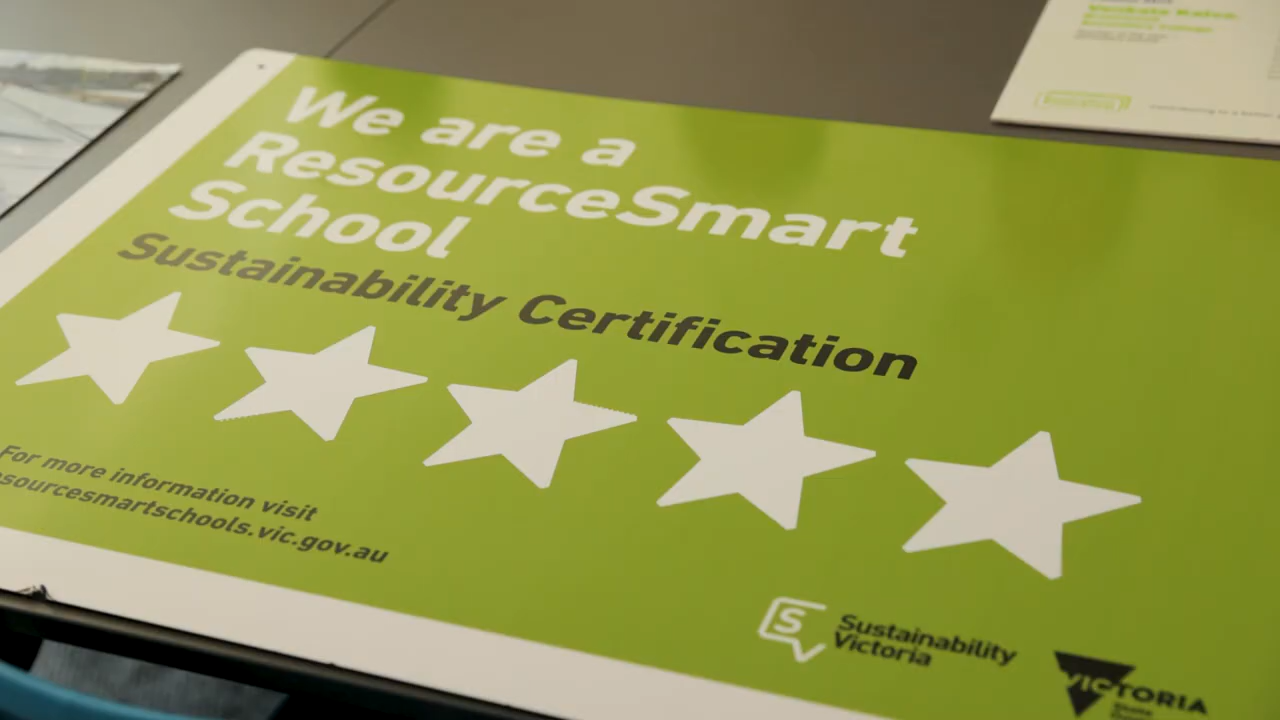 We are a
ResourceSmart
School
Sustainability Certification
For more information visit
resourcesmartschools.vic.gov.au
Sustainability
Victoria
VICTORIA